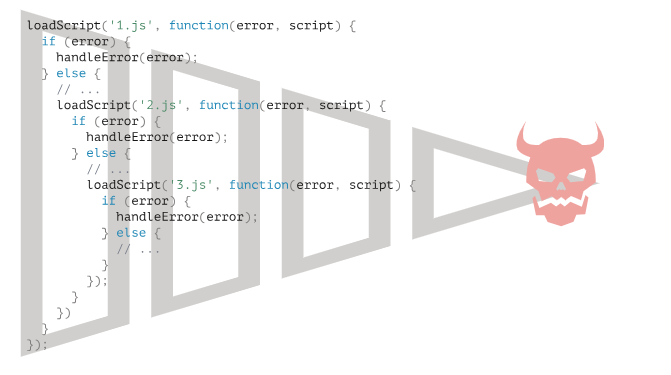 loadScript('1.js', function(error, script) {
  if (error) {
    handleError(error);
  } else {
    // ...
    loadScript('2.js', function(error, script) {
      if (error) {
        handleError(error);
      } else {
        // ...
        loadScript('3.js', function(error, script) {
          if (error) {
            handleError(error);
          } else {
            // ...
          }
        });
      }
    })
  }
});